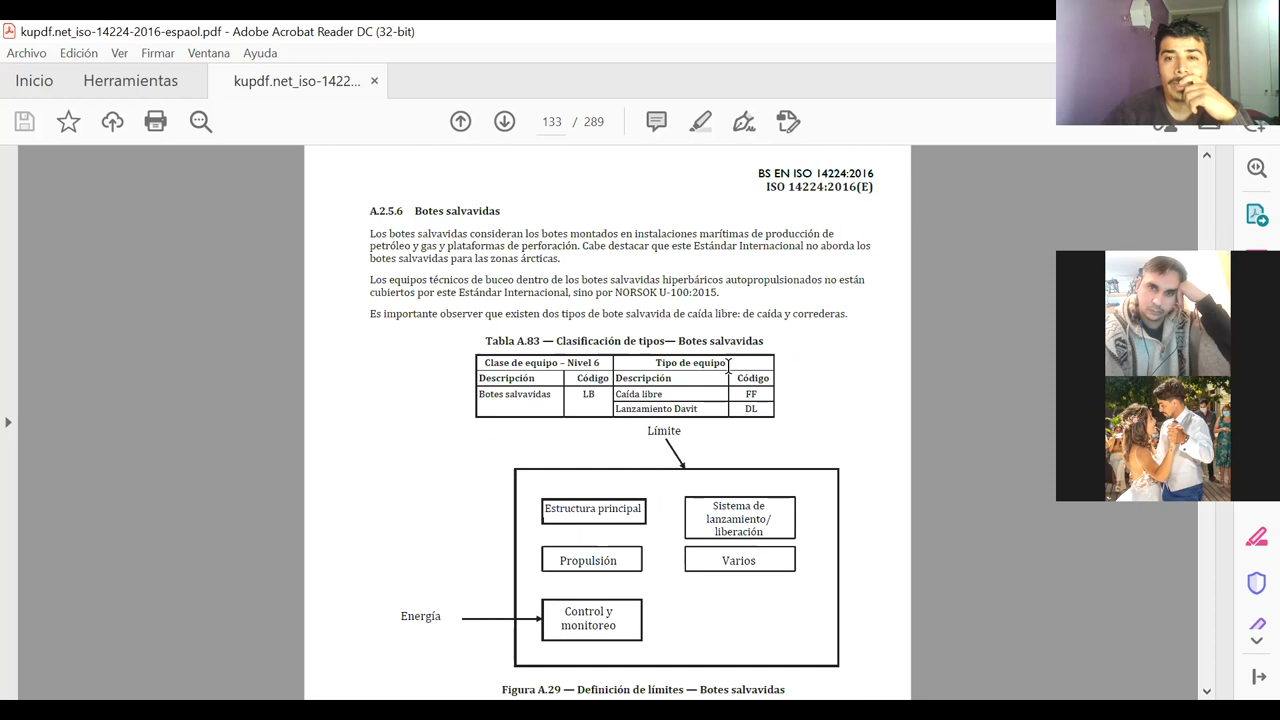 kupdf.net_iso-14224-2016-espaol.pdf - Adobe Acrobat Reader DC (32-bit)
Archivo Edición Ver Firmar Ventana Ayuda
Inicio Herramientas kupdf.net_iso-1422... ×
133 / 289
BS EN ISO 14224:2016
ISO 14224:2016(E)
A.2.5.6 Botes salvavidas
Los botes salvavidas consideran los botes montados en instalaciones marítimas de producción de
petróleo y gas y plataformas de perforación. Cabe destacar que este Estándar Internacional no aborda los
botes salvavidas para las zonas árcticas.
Los equipos técnicos de buceo dentro de los botes salvavidas hiperbáricos autopropulsionados no están
cubiertos por este Estándar Internacional, sino por NORSOK U-100:2015.
Es importante observar que existen dos tipos de bote salvavida de caída libre: de caída y correderas.
Tabla A.83 — Clasificación de tipos— Botes salvavidas
Clase de equipo – Nivel 6 Tipo de equipo
Descripción Código Descripción Código
Botes salvavidas LB Caída libre FF
Lanzamiento Davit DL
Límite
Estructura principal
Sistema de
lanzamiento/
liberación
Propulsión
Varios
Energía
Control y
monitoreo
Figura A.29 — Definición de límites — Botes salvavidas